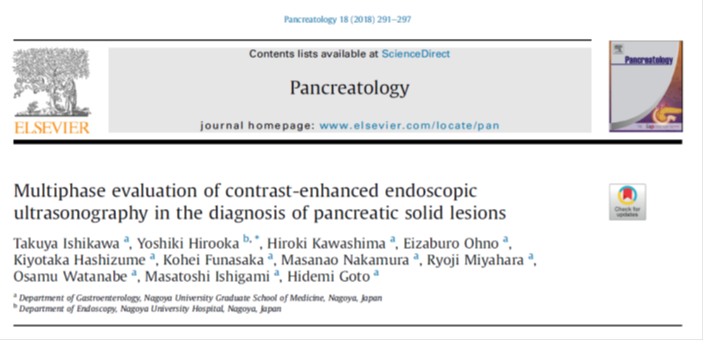 Pancreatology 18 (2018) 291–297
Contents lists available at ScienceDirect
Pancreatology
journal homepage: www.elsevier.com/locate/pan
ELSEVIER
Pancreatology
Check for
updates
Multiphase evaluation of contrast-enhanced endoscopic
ultrasonography in the diagnosis of pancreatic solid lesions
Takuya Ishikawa a, Yoshiki Hirooka b, *, Hiroki Kawashima a, Eizaburo Ohno a,
Kiyotaka Hashizume a, Kohei Funasaka a, Masanao Nakamura a, Ryoji Miyahara a,
Osamu Watanabe a, Masatoshi Ishigami a, Hidemi Goto a
a Department of Gastroenterology, Nagoya University Graduate School of Medicine, Nagoya, Japan
b Department of Endoscopy, Nagoya University Hospital, Nagoya, Japan